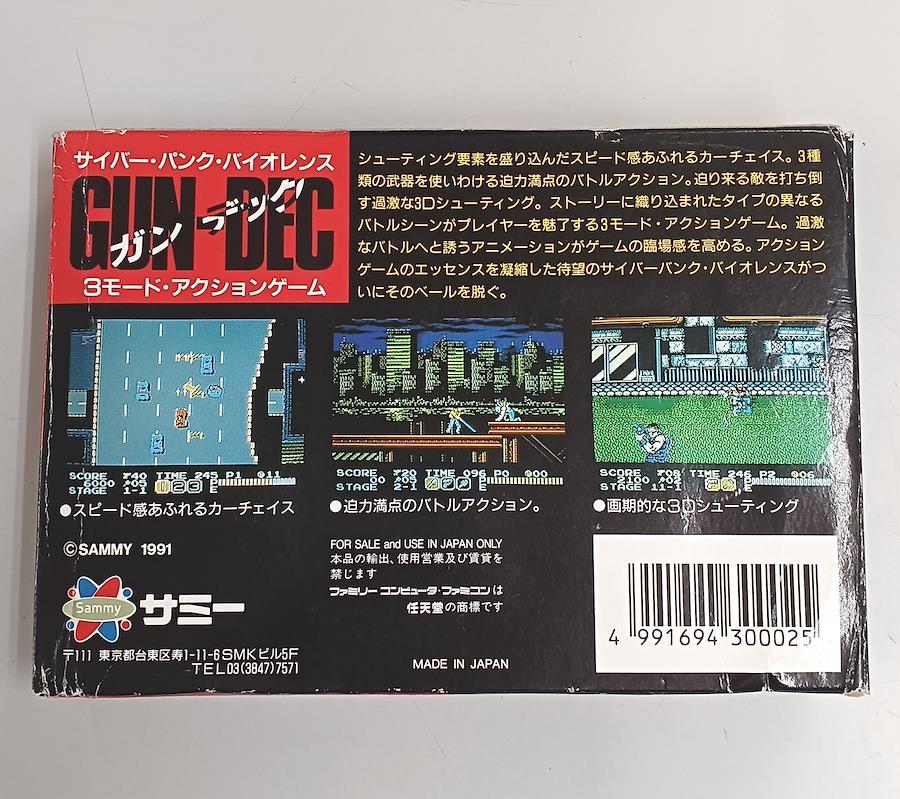 サイバー・パンク・バイオレンス
GUN-DEC
ガン デック
3モード・アクションゲーム
シューティング要素を盛り込んだスピード感あふれるカーチェイス。3種
類の武器を使いわける迫力満点のバトルアクション。迫り来る敵を打ち倒
す過激な3Dシューティング。ストーリーに織り込まれたタイプの異なる
バトルシーンがプレイヤーを魅了する3モード・アクションゲーム。過激
なバトルへと誘うアニメーションがゲームの臨場感を高める。アクション
ゲームのエッセンスを凝縮した待望のサイバーパンク・バイオレンスがつ
いにそのベールを脱ぐ。
SCORE 40 TIME 245 P1 11
6000 09 123 P
STAGE 1-1 E
SCORE 20 TIME 096 P0 900
00 09 P
STAGE 2-1 E
SCORE 08 TIME 246 P2 06
2100 09 P
STAGE 11-1 E
●スピード感あふれるカーチェイス
●迫力満点のバトルアクション。
●画期的な3Dシューティング
©SAMMY 1991
Sammy サミー
〒111 東京都台東区寿1-11-6SMKビル5F
TEL03(3847)7571
FOR SALE and USE IN JAPAN ONLY
本品の輸出、使用営業及び賃貸を
禁じます
ファミリーコンピュータ・ファミコンは
任天堂の商標です
MADE IN JAPAN
4 991694 300025